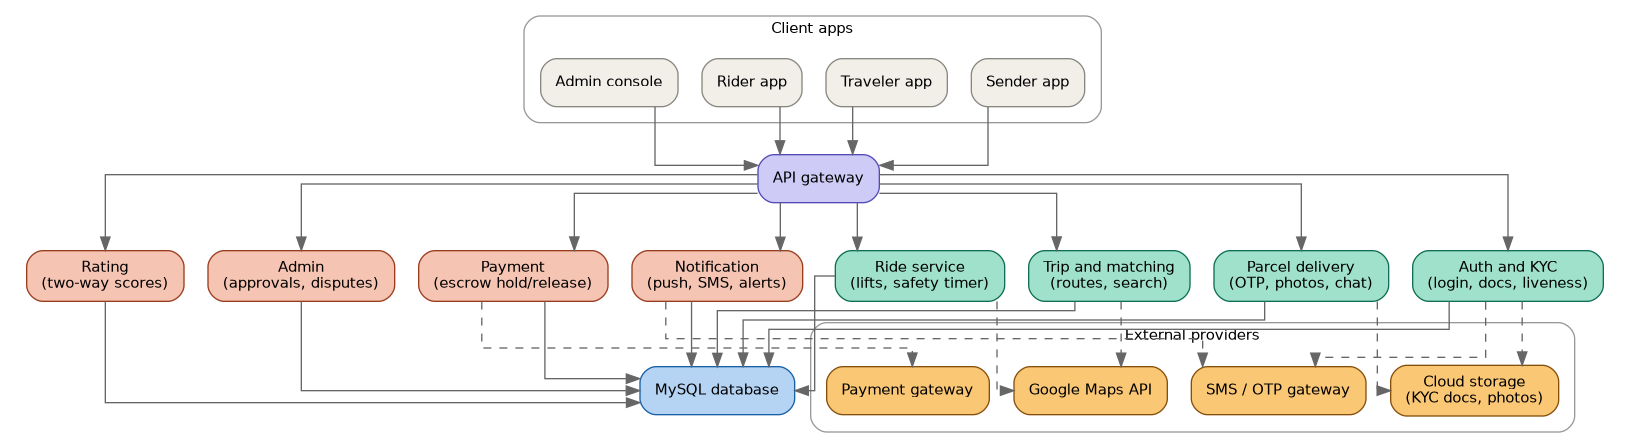 Client apps
Admin console
Rider app
Traveler app
Sender app
API gateway
Rating
(two-way scores)
Admin
(approvals, disputes)
Payment
(escrow hold/release)
Notification
(push, SMS, alerts)
Ride service
(lifts, safety timer)
Trip and matching
(routes, search)
Parcel delivery
(OTP, photos, chat)
Auth and KYC
(login, docs, liveness)
External providers
MySQL database
Payment gateway
Google Maps API
SMS / OTP gateway
Cloud storage
(KYC docs, photos)